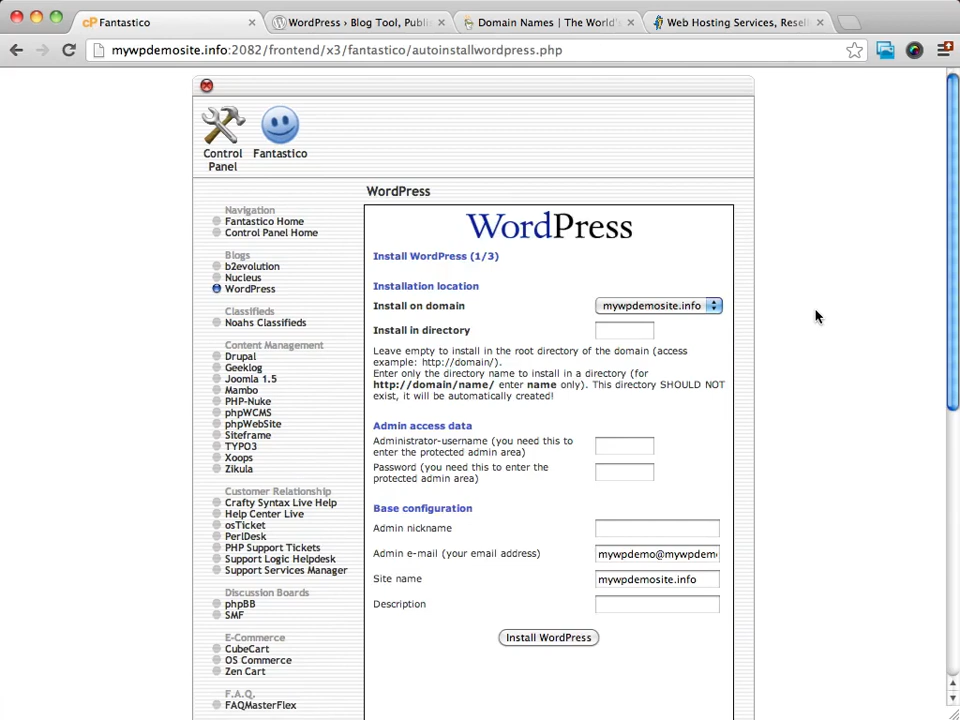 Fantastico
WordPress › Blog Tool, Publi
Domain Names | The World'
Web Hosting Services, Resel
mywpdemosite.info:2082/frontend/x3/fantastico/autoinstallwordpress.php
Control Panel
Fantastico
WordPress
Navigation
Fantastico Home
Control Panel Home
Blogs
b2evolution
Nucleus
WordPress
Classifieds
Noahs Classifieds
Content Management
Drupal
Geeklog
Joomla 1.5
Mambo
PHP-Nuke
phpWCMS
phpWebSite
Siteframe
TYPO3
Xoops
Zikula
Customer Relationship
Crafty Syntax Live Help
Help Center Live
osTicket
PerlDesk
PHP Support Tickets
Support Logic Helpdesk
Support Services Manager
Discussion Boards
phpBB
SMF
E-Commerce
CubeCart
OS Commerce
Zen Cart
F.A.Q.
FAQMasterFlex
WordPress
Install WordPress (1/3)
Installation location
Install on domain
mywpdemosite.info
Install in directory
Leave empty to install in the root directory of the domain (access
example: http://domain/).
Enter only the directory name to install in a directory (for
http://domain/name/ enter name only). This directory SHOULD NOT
exist, it will be automatically created!
Admin access data
Administrator-username (you need this to
enter the protected admin area)
Password (you need this to enter the
protected admin area)
Base configuration
Admin nickname
Admin e-mail (your email address)
mywpdemo@mywpdem
Site name
mywpdemosite.info
Description
Install WordPress